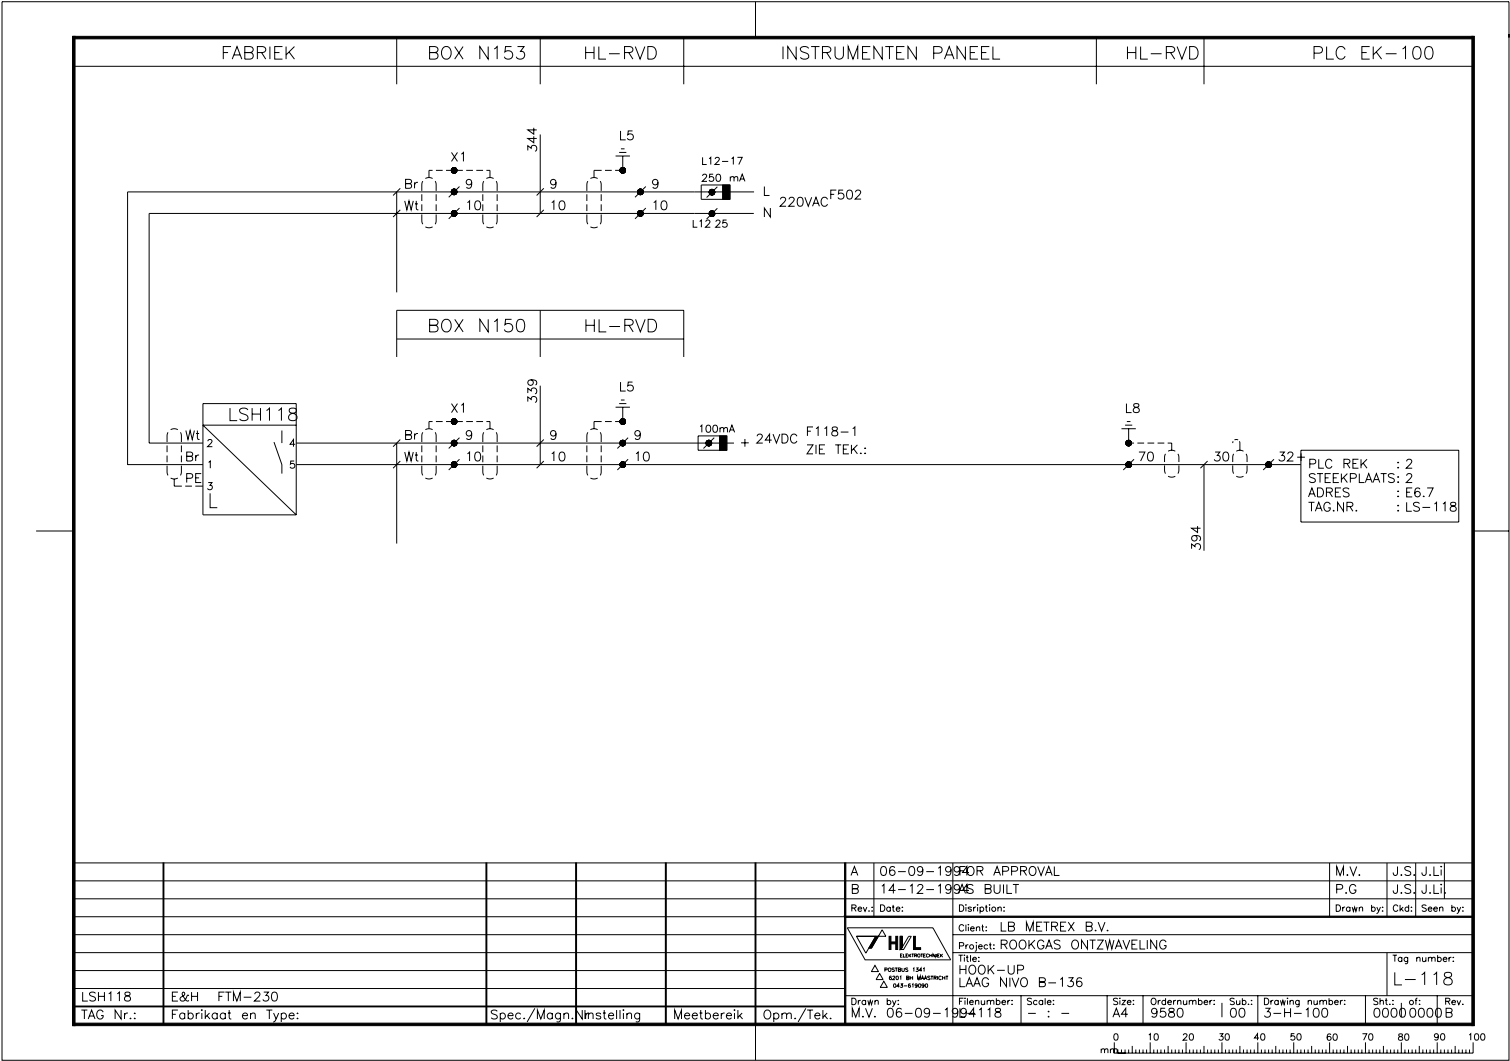 FABRIEK BOX N153 HL-RVD INSTRUMENTEN PANEEL HL-RVD PLC EK-100
344
L5
X1
L12-17
250 mA
Br 9 9 9 L
220VAC F502
Wt 10 10 10 N
L12 25
BOX N150 HL-RVD
339
L5
X1
L8
LSH118
100mA
+ 24VDC F118-1
ZIE TEK.:
Wt 2 4 Br 9 9 9
Br 1 5 Wt 10 10 10 70 30 32 +
PE 3
L
394
PLC REK : 2
STEEKPLAATS: 2
ADRES : E6.7
TAG.NR. : LS-118
A 06-09-1994 FOR APPROVAL M.V. J.S. J.Li
B 14-12-1994 AS BUILT P.G J.S. J.Li.
Rev.: Date: Disription: Drawn by: Ckd: Seen by:
HVL
ELEKTROTECHNIEK
POSTBUS 1341
6201 BH MAASTRICHT
043-619090
Client: LB METREX B.V.
Project: ROOKGAS ONTZWAVELING
Title:
HOOK-UP
LAAG NIVO B-136
Tag number:
L-118
LSH118 E&H FTM-230
TAG Nr.: Fabrikaat en Type: Spec./Magn.Nr. Instelling Meetbereik Opm./Tek.
Drawn by: Filenumber: Scale: Size: Ordernumber: Sub.: Drawing number: Sht.: of: Rev.
M.V. 06-09-1994 L-118 - : - A4 9580 00 3-H-100 0000 0000 B
0 10 20 30 40 50 60 70 80 90 100
mm